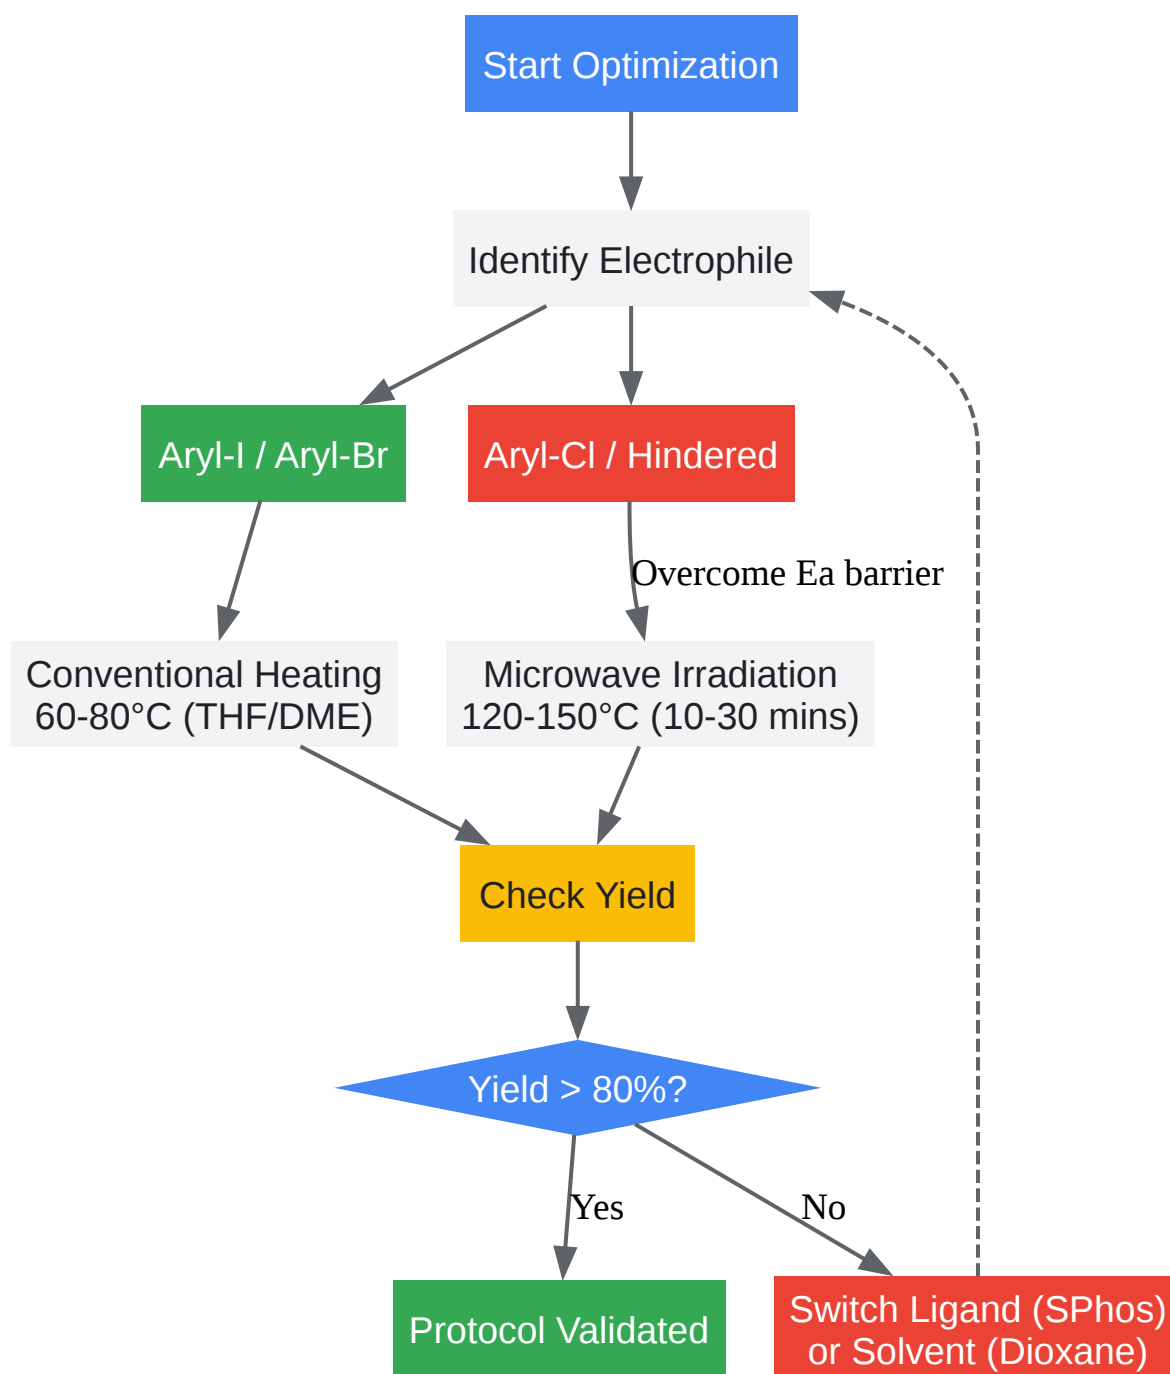 Start Optimization
Identify Electrophile
Aryl-I / Aryl-Br
Aryl-Cl / Hindered
Overcome Ea barrier
Conventional Heating
60-80°C (THF/DME)
Microwave Irradiation
120-150°C (10-30 mins)
Check Yield
Yield > 80%?
Yes
No
Protocol Validated
Switch Ligand (SPhos)
or Solvent (Dioxane)